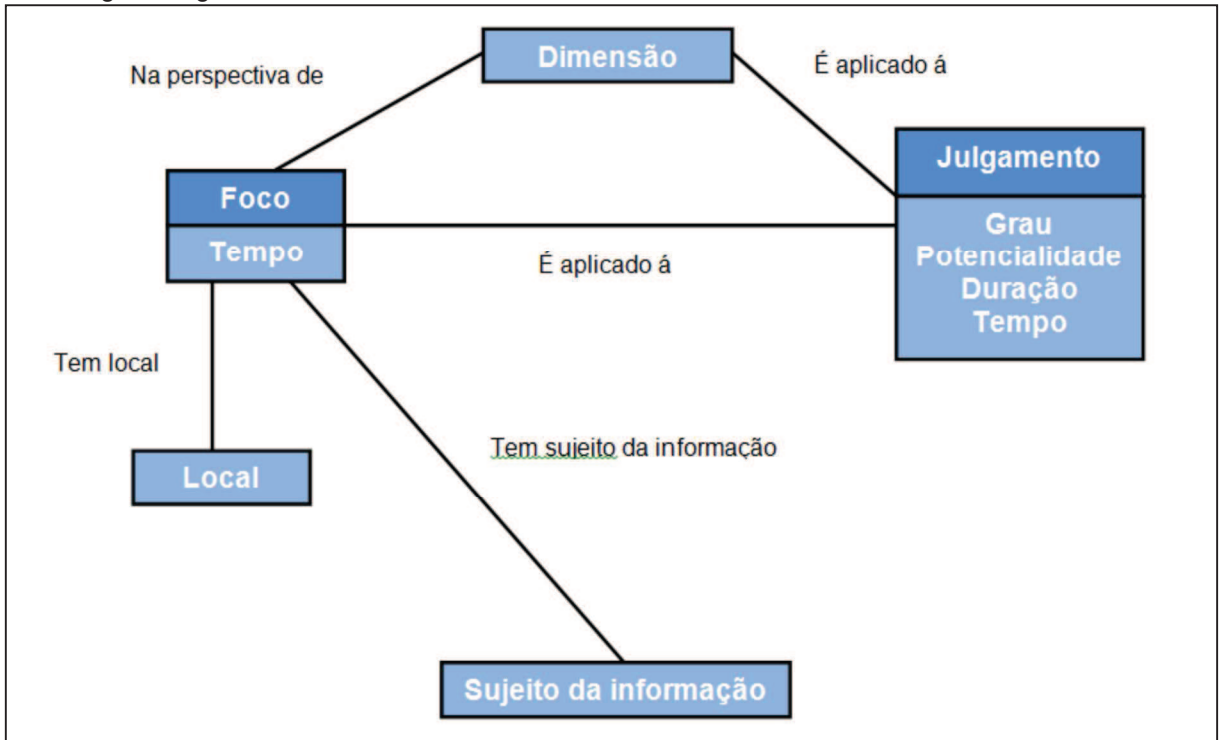 Dimensão
Na perspectiva de
É aplicado á
Julgamento
Foco
Grau
Tempo
Potencialidade
É aplicado á
Duração
Tempo
Tem local
Tem sujeito da informação
Local
Sujeito da informação